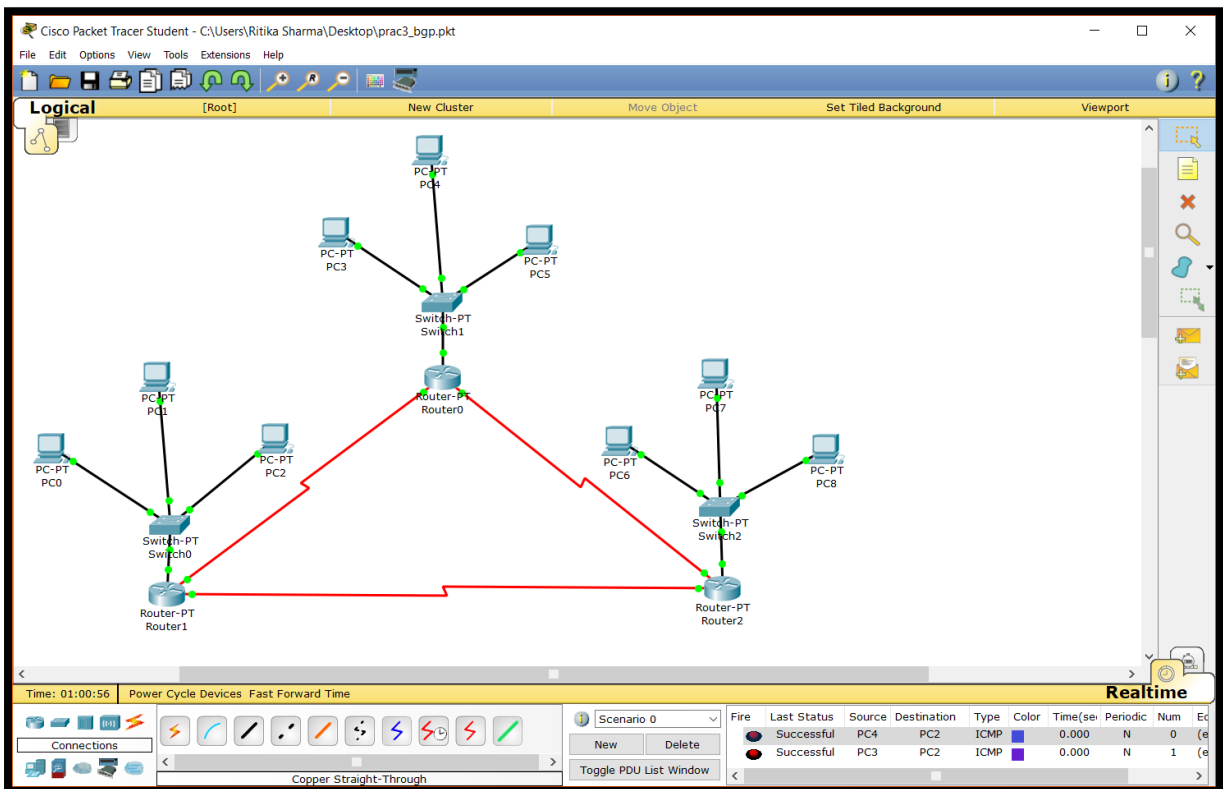 Cisco Packet Tracer Student - C:\Users\Ritika Sharma\Desktop\prac3_bgp.pkt
File Edit Options View Tools Extensions Help
Logical [Root] New Cluster Move Object Set Tiled Background Viewport
PC-PT
PC4
PC-PT
PC3
PC-PT
PC5
Switch-PT
Switch1
Router-PT
Router0
PC-PT
PC1
PC-PT
PC0
PC-PT
PC2
Switch-PT
Switch0
Router-PT
Router1
PC-PT
PC7
PC-PT
PC6
PC-PT
PC8
Switch-PT
Switch2
Router-PT
Router2
Time: 01:00:56 Power Cycle Devices Fast Forward Time Realtime
Connections
Copper Straight-Through
Scenario 0
New Delete
Toggle PDU List Window
Fire Last Status Source Destination Type Color Time(sec Periodic Num Ed
Successful PC4 PC2 ICMP 0.000 N 0 (e
Successful PC3 PC2 ICMP 0.000 N 1 (e